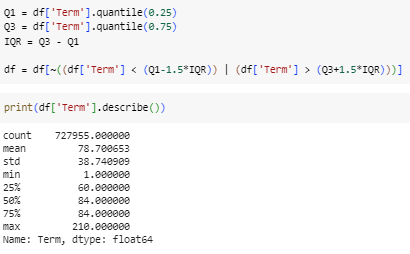 Q1 = df['Term'].quantile(0.25)
Q3 = df['Term'].quantile(0.75)
IQR = Q3 - Q1
df = df[~((df['Term'] < (Q1-1.5*IQR)) | (df['Term'] > (Q3+1.5*IQR)))]
print(df['Term'].describe())
count    727955.000000
mean         78.700653
std          38.740909
min           1.000000
25%          60.000000
50%          84.000000
75%          84.000000
max         210.000000
Name: Term, dtype: float64